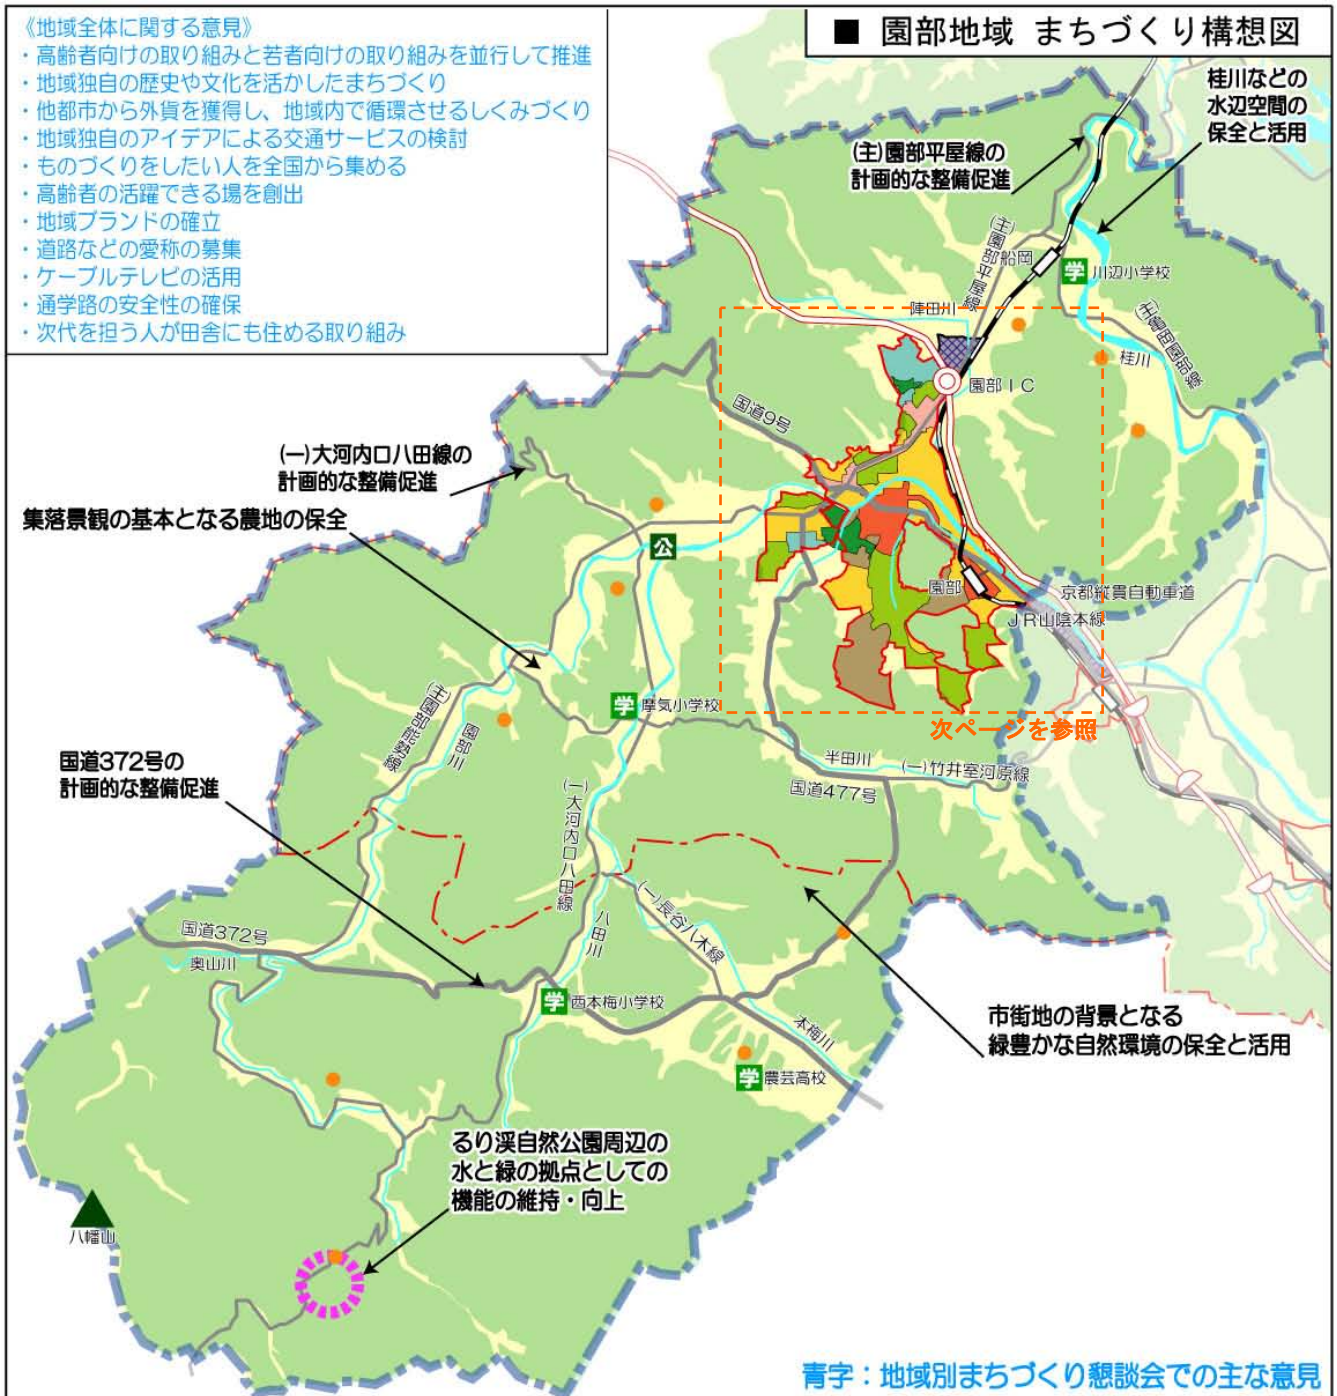 《地域全体に関する意見》
・高齢者向けの取り組みと若者向けの取り組みを並行して推進
・地域独自の歴史や文化を活かしたまちづくり
・他都市から外貨を獲得し、地域内で循環させるしくみづくり
・地域独自のアイデアによる交通サービスの検討
・ものづくりをしたい人を全国から集める
・高齢者の活躍できる場を創出
・地域ブランドの確立
・道路などの愛称の募集
・ケーブルテレビの活用
・通学路の安全性の確保
・次代を担う人が田舎にも住める取り組み
■ 園部地域 まちづくり構想図
桂川などの
水辺空間の
保全と活用
(主)園部平屋線の
計画的な整備促進
(主)園部平屋線
船岡
学 川辺小学校
陣田川
(主)亀岡園部線
桂川
園部IC
国道9号
(一)大河内口八田線の
計画的な整備促進
集落景観の基本となる農地の保全
公
園部
京都縦貫自動車道
JR山陰本線
学 摩気小学校
次ページを参照
(主)園部能勢線
園部川
半田川
(一)竹井室河原線
国道477号
国道372号の
計画的な整備促進
(一)大河内口八田線
八田川
(一)長谷八木線
国道372号
奥山川
学 西本梅小学校
本梅川
市街地の背景となる
緑豊かな自然環境の保全と活用
学 農芸高校
るり渓自然公園周辺の
水と緑の拠点としての
機能の維持・向上
八幡山
青字：地域別まちづくり懇談会での主な意見